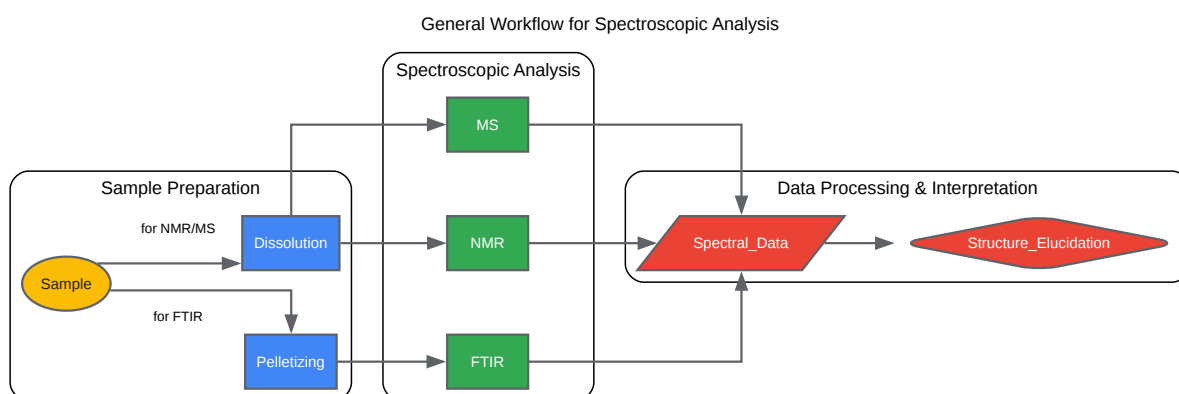 General Workflow for Spectroscopic Analysis
Spectroscopic Analysis
MS
Sample Preparation
Data Processing & Interpretation
for NMR/MS
Dissolution
NMR
Spectral_Data
Structure_Elucidation
Sample
for FTIR
Pelletizing
FTIR